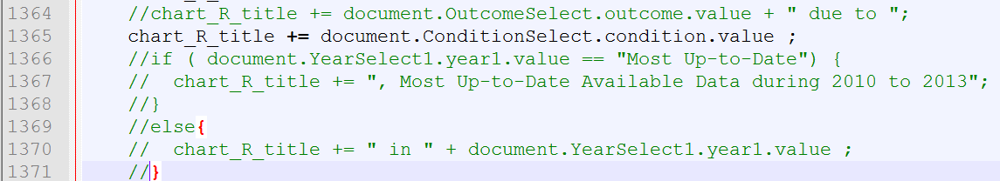 1364 //chart_R_title += document.OutcomeSelect.outcome.value + " due to ";
1365 chart_R_title += document.ConditionSelect.condition.value ;
1366 //if ( document.YearSelect1.year1.value == "Most Up-to-Date") {
1367 //  chart_R_title += ", Most Up-to-Date Available Data during 2010 to 2013";
1368 //}
1369 //else{
1370 //  chart_R_title += " in " + document.YearSelect1.year1.value ;
1371 //}